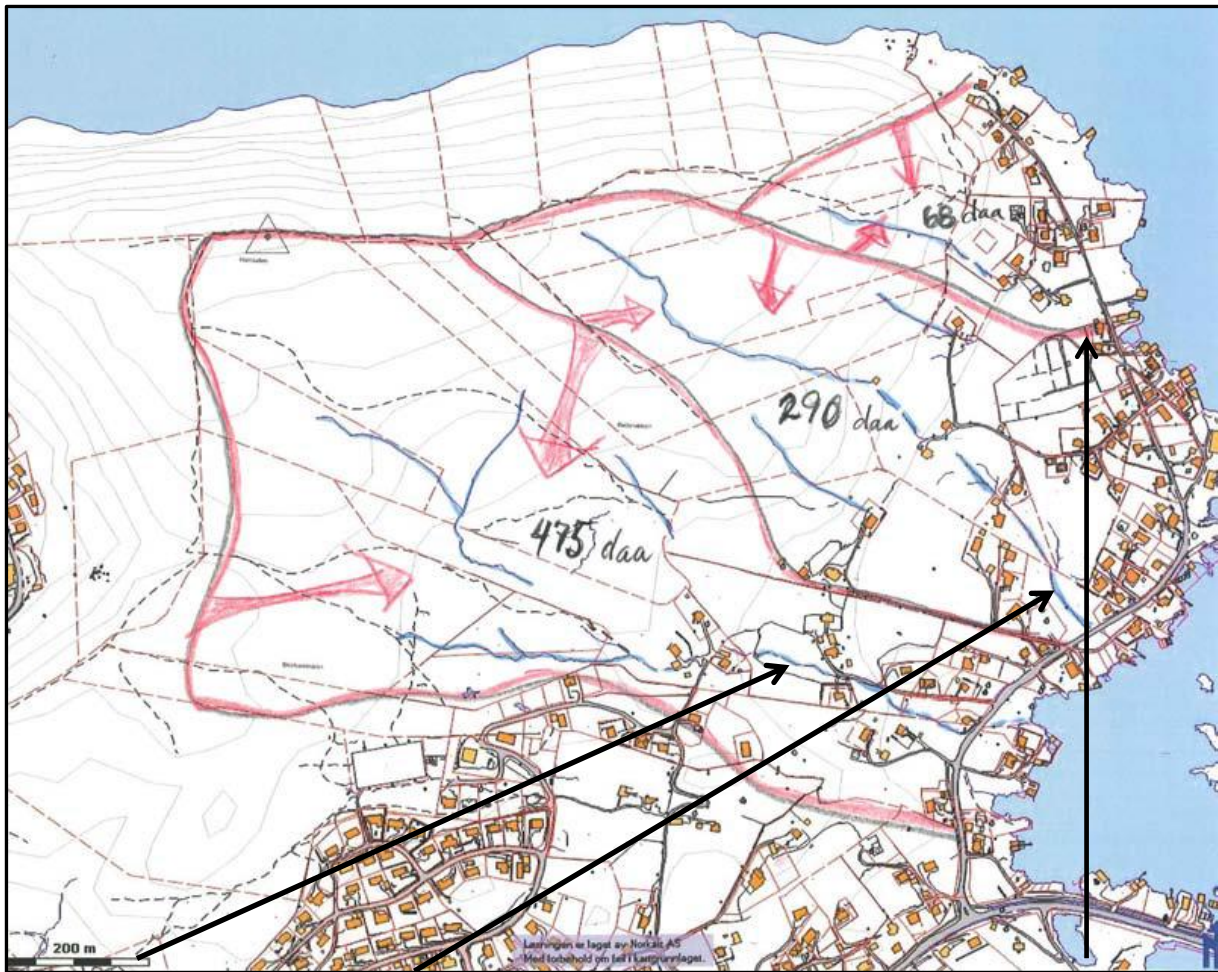 68 daa
290 daa
475 daa
200 m
Løsningen er laget av Norkart AS
Med forbehold om feil i kartgrunnlaget.